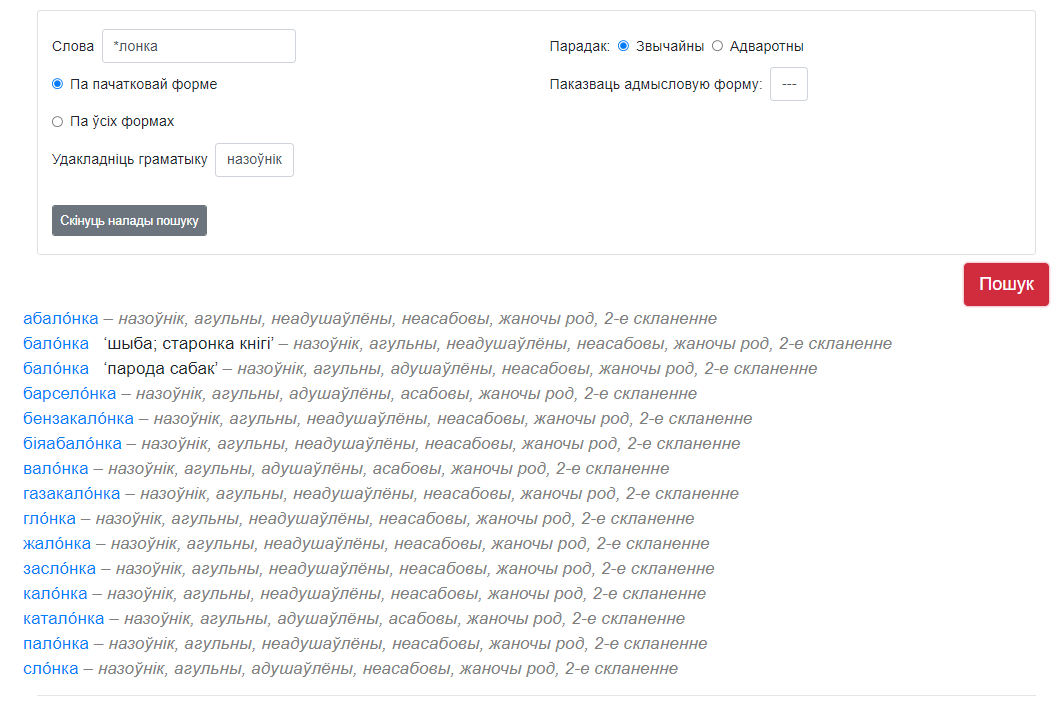 Слова *лонка Парадак: Звычайны Адваротны
Па пачатковай форме Паказваць адмысловую форму: ---
Па ўсіх формах
Удакладніць граматыку назоўнік
Скінуць налады пошуку
Пошук
абало́нка – назоўнік, агульны, неадушаўлёны, неасабовы, жаночы род, 2-е скланенне
бало́нка ‘шыба; старонка кнігі’ – назоўнік, агульны, неадушаўлёны, неасабовы, жаночы род, 2-е скланенне
бало́нка ‘парода сабак’ – назоўнік, агульны, адушаўлёны, неасабовы, жаночы род, 2-е скланенне
барсело́нка – назоўнік, агульны, адушаўлёны, асабовы, жаночы род, 2-е скланенне
бензакало́нка – назоўнік, агульны, неадушаўлёны, неасабовы, жаночы род, 2-е скланенне
біяабало́нка – назоўнік, агульны, неадушаўлёны, неасабовы, жаночы род, 2-е скланенне
вало́нка – назоўнік, агульны, адушаўлёны, асабовы, жаночы род, 2-е скланенне
газакало́нка – назоўнік, агульны, неадушаўлёны, неасабовы, жаночы род, 2-е скланенне
гло́нка – назоўнік, агульны, неадушаўлёны, неасабовы, жаночы род, 2-е скланенне
жало́нка – назоўнік, агульны, неадушаўлёны, неасабовы, жаночы род, 2-е скланенне
засло́нка – назоўнік, агульны, неадушаўлёны, неасабовы, жаночы род, 2-е скланенне
кало́нка – назоўнік, агульны, неадушаўлёны, неасабовы, жаночы род, 2-е скланенне
катало́нка – назоўнік, агульны, адушаўлёны, асабовы, жаночы род, 2-е скланенне
пало́нка – назоўнік, агульны, неадушаўлёны, неасабовы, жаночы род, 2-е скланенне
сло́нка – назоўнік, агульны, адушаўлёны, неасабовы, жаночы род, 2-е скланенне